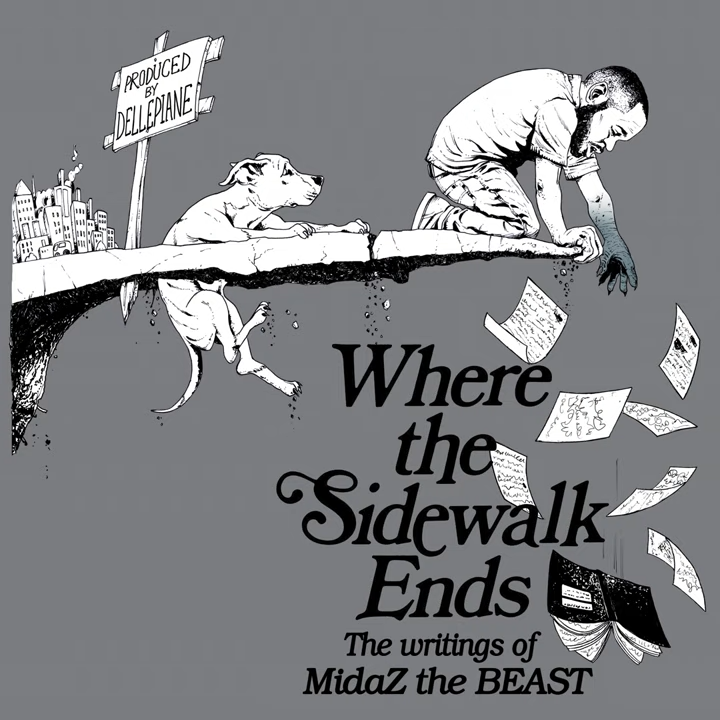 PRODUCED
BY
DELLEPIANE
Where
the
Sidewalk
Ends
The writings of
MidaZ the BEAST